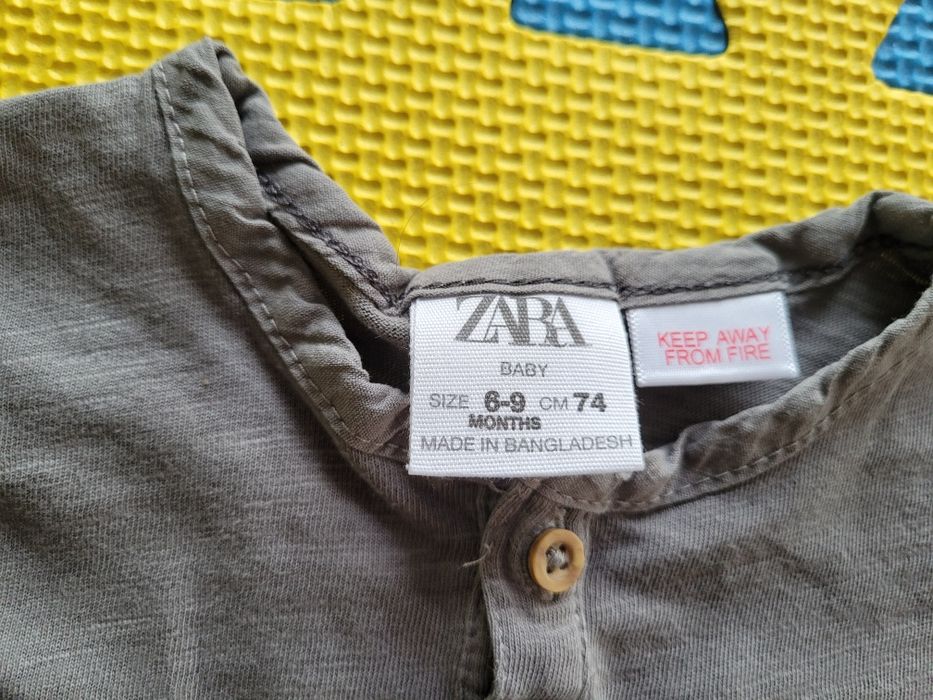 ZARA
BABY
SIZE 6-9 CM 74
MONTHS
MADE IN BANGLADESH
KEEP AWAY
FROM FIRE